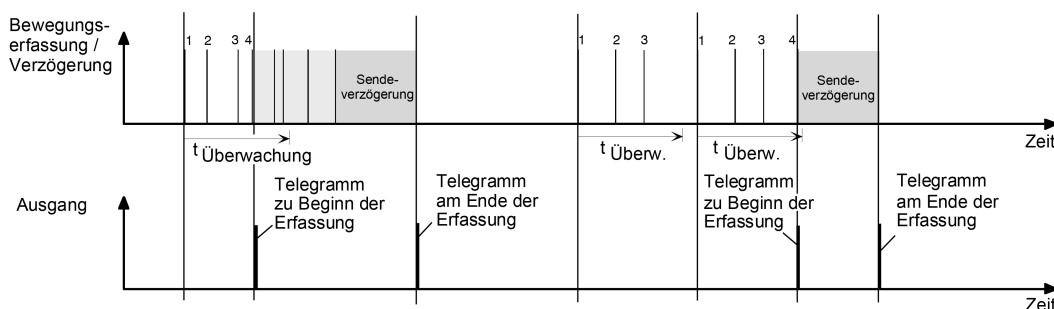 Bewegungs-
erfassung /
Verzögerung
1 2 3 4
Sende-
verzögerung
1 2 3
1 2 3 4
Sende-
verzögerung
Zeit
t Überwachung
t Überw.
t Überw.
Ausgang
Telegramm
zu Beginn der
Erfassung
Telegramm
am Ende der
Erfassung
Telegramm
zu Beginn der
Erfassung
Telegramm
am Ende der
Erfassung
Zeit